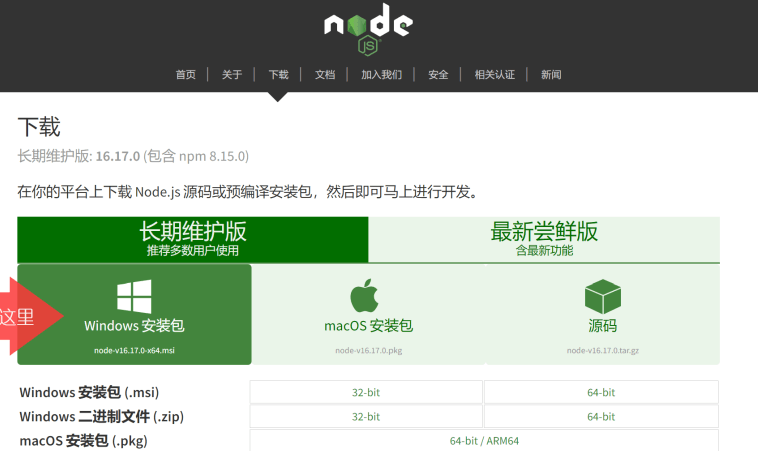 node
JS
首页 关于 下载 文档 加入我们 安全 相关认证 新闻
下载
长期维护版: 16.17.0 (包含 npm 8.15.0)
在你的平台上下载 Node.js 源码或预编译安装包，然后即可马上进行开发。
长期维护版 最新尝鲜版
推荐多数用户使用 含最新功能
这里
Windows 安装包 macOS 安装包 源码
node-v16.17.0-x64.msi node-v16.17.0.pkg node-v16.17.0.tar.gz
Windows 安装包 (.msi) 32-bit 64-bit
Windows 二进制文件 (.zip) 32-bit 64-bit
macOS 安装包 (.pkg) 64-bit / ARM64